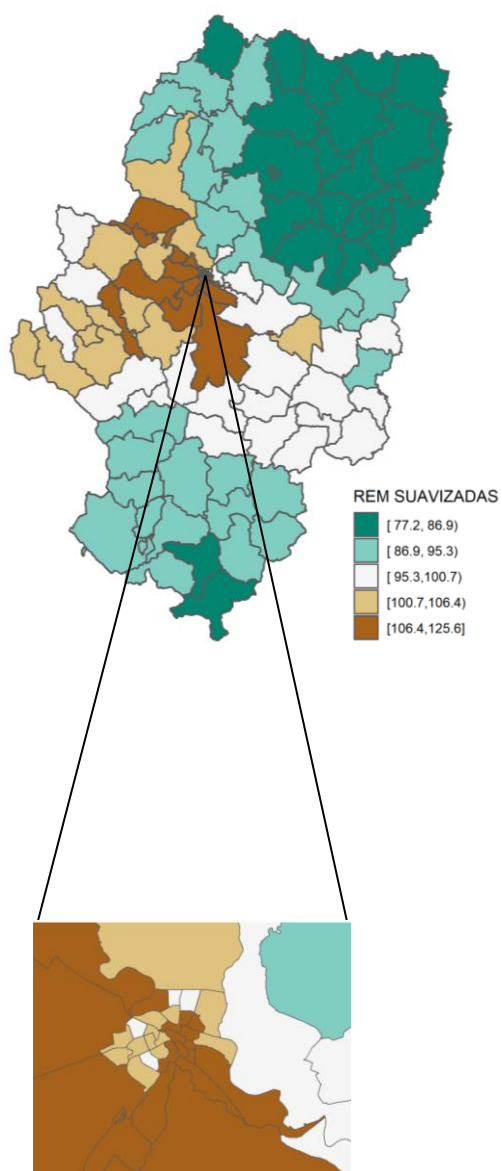 REM SUAVIZADAS
[ 77.2, 86.9)
[ 86.9, 95.3)
[ 95.3,100.7)
[100.7,106.4)
[106.4,125.6]